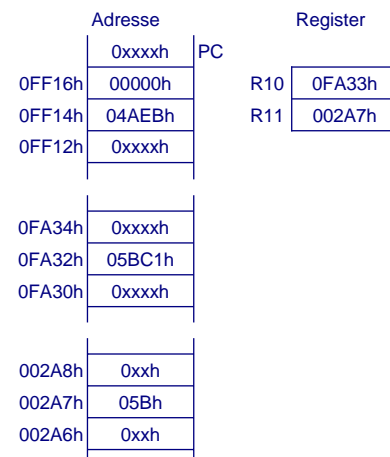 Adresse Register
0xxxxh PC
0FF16h 00000h R10 0FA33h
0FF14h 04AEBh R11 002A7h
0FF12h 0xxxxh
0FA34h 0xxxxh
0FA32h 05BC1h
0FA30h 0xxxxh
002A8h 0xxh
002A7h 05Bh
002A6h 0xxh